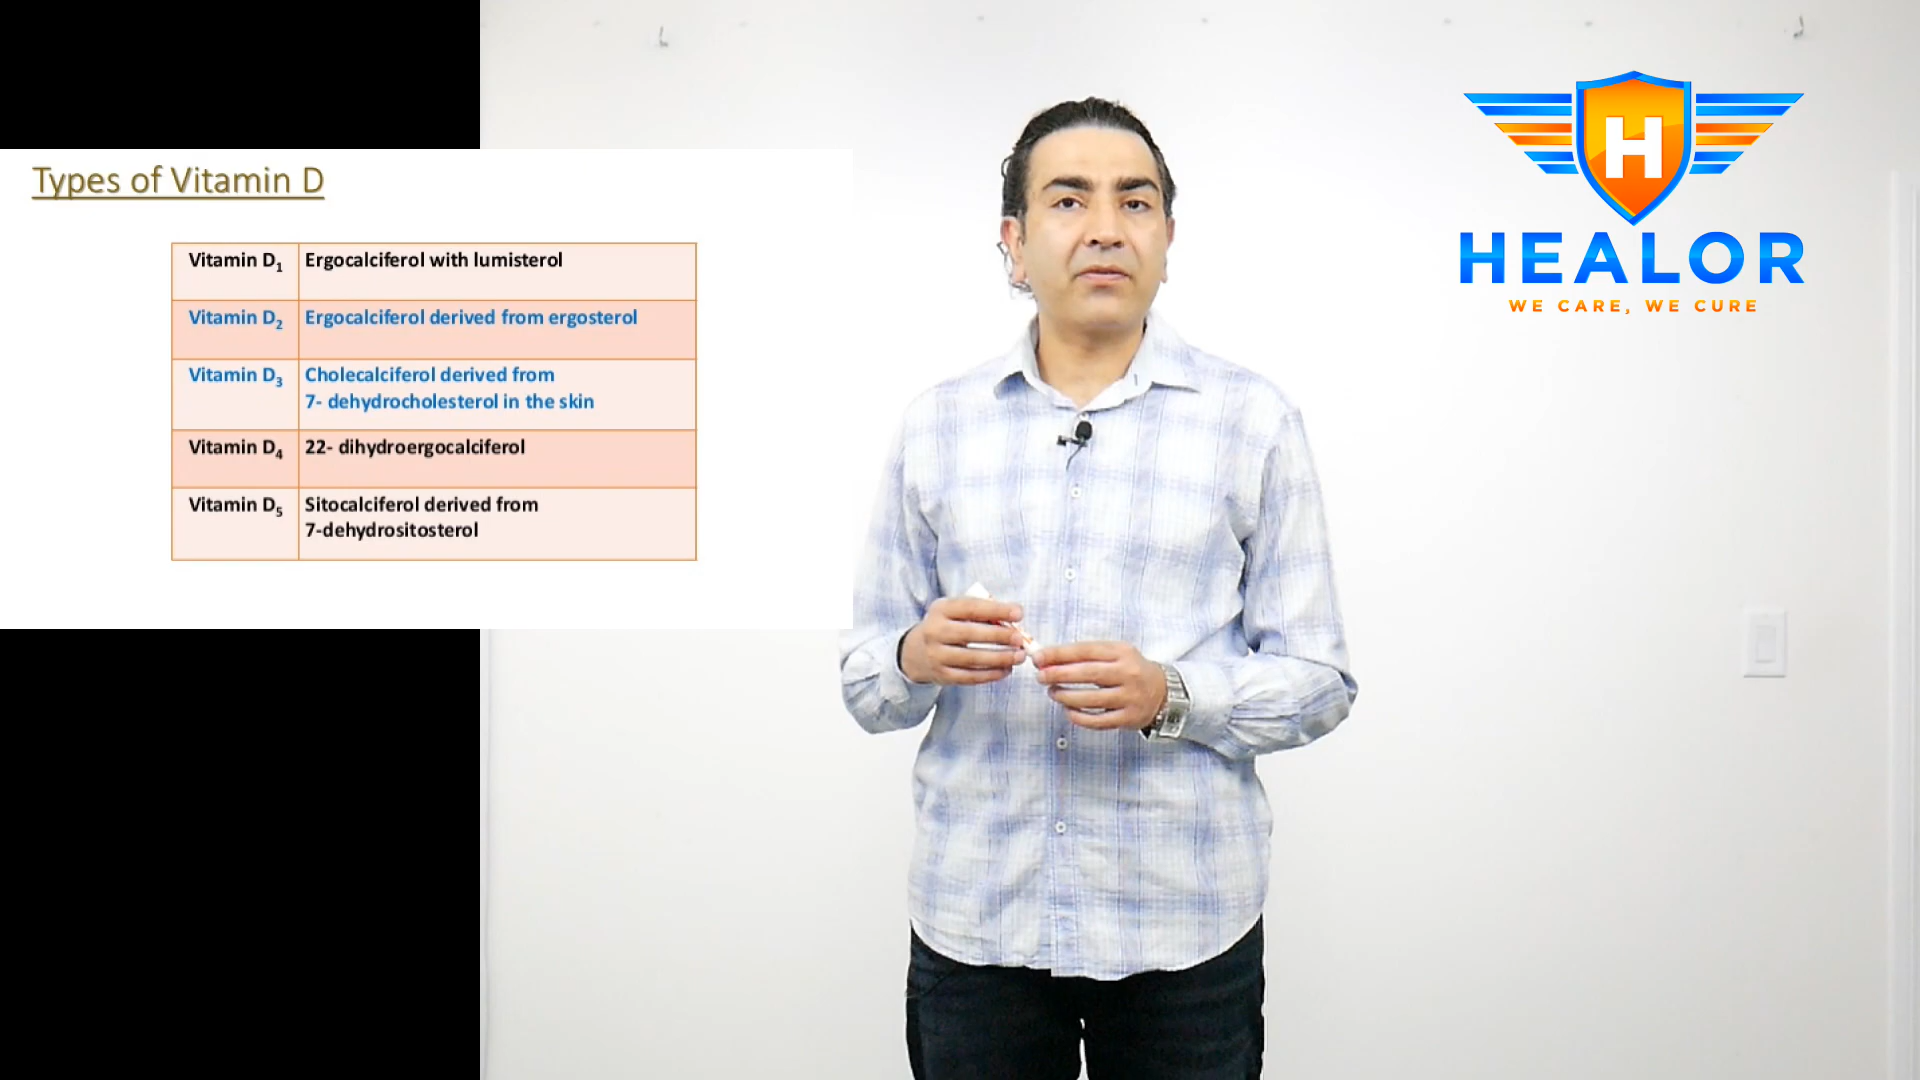 Types of Vitamin D
Vitamin D₁ Ergocalciferol with lumisterol
Vitamin D₂ Ergocalciferol derived from ergosterol
Vitamin D₃ Cholecalciferol derived from
7- dehydrocholesterol in the skin
Vitamin D₄ 22- dihydroergocalciferol
Vitamin D₅ Sitocalciferol derived from
7-dehydrositosterol
H
HEALOR
WE CARE, WE CURE